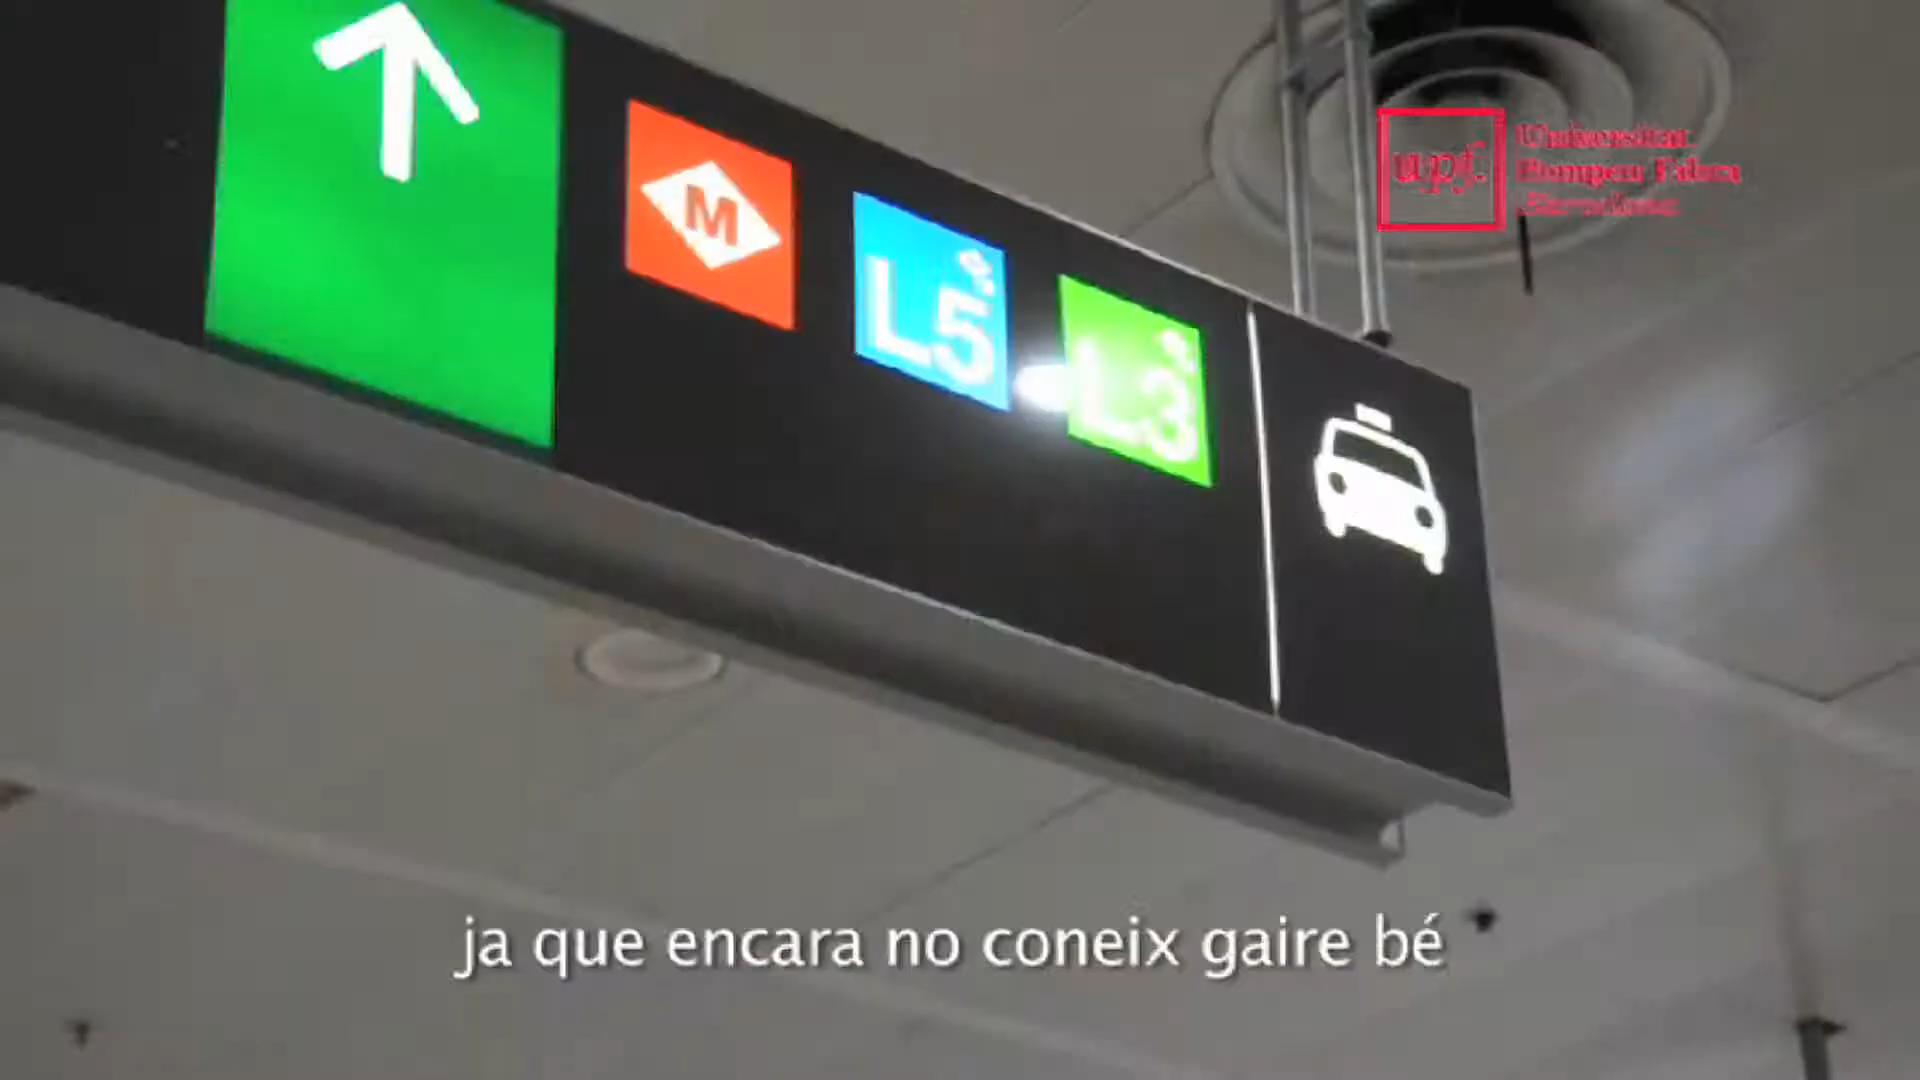 M
L5
L3
upf.
Universitat
Pompeu Fabra
Barcelona
ja que encara no coneix gaire bé